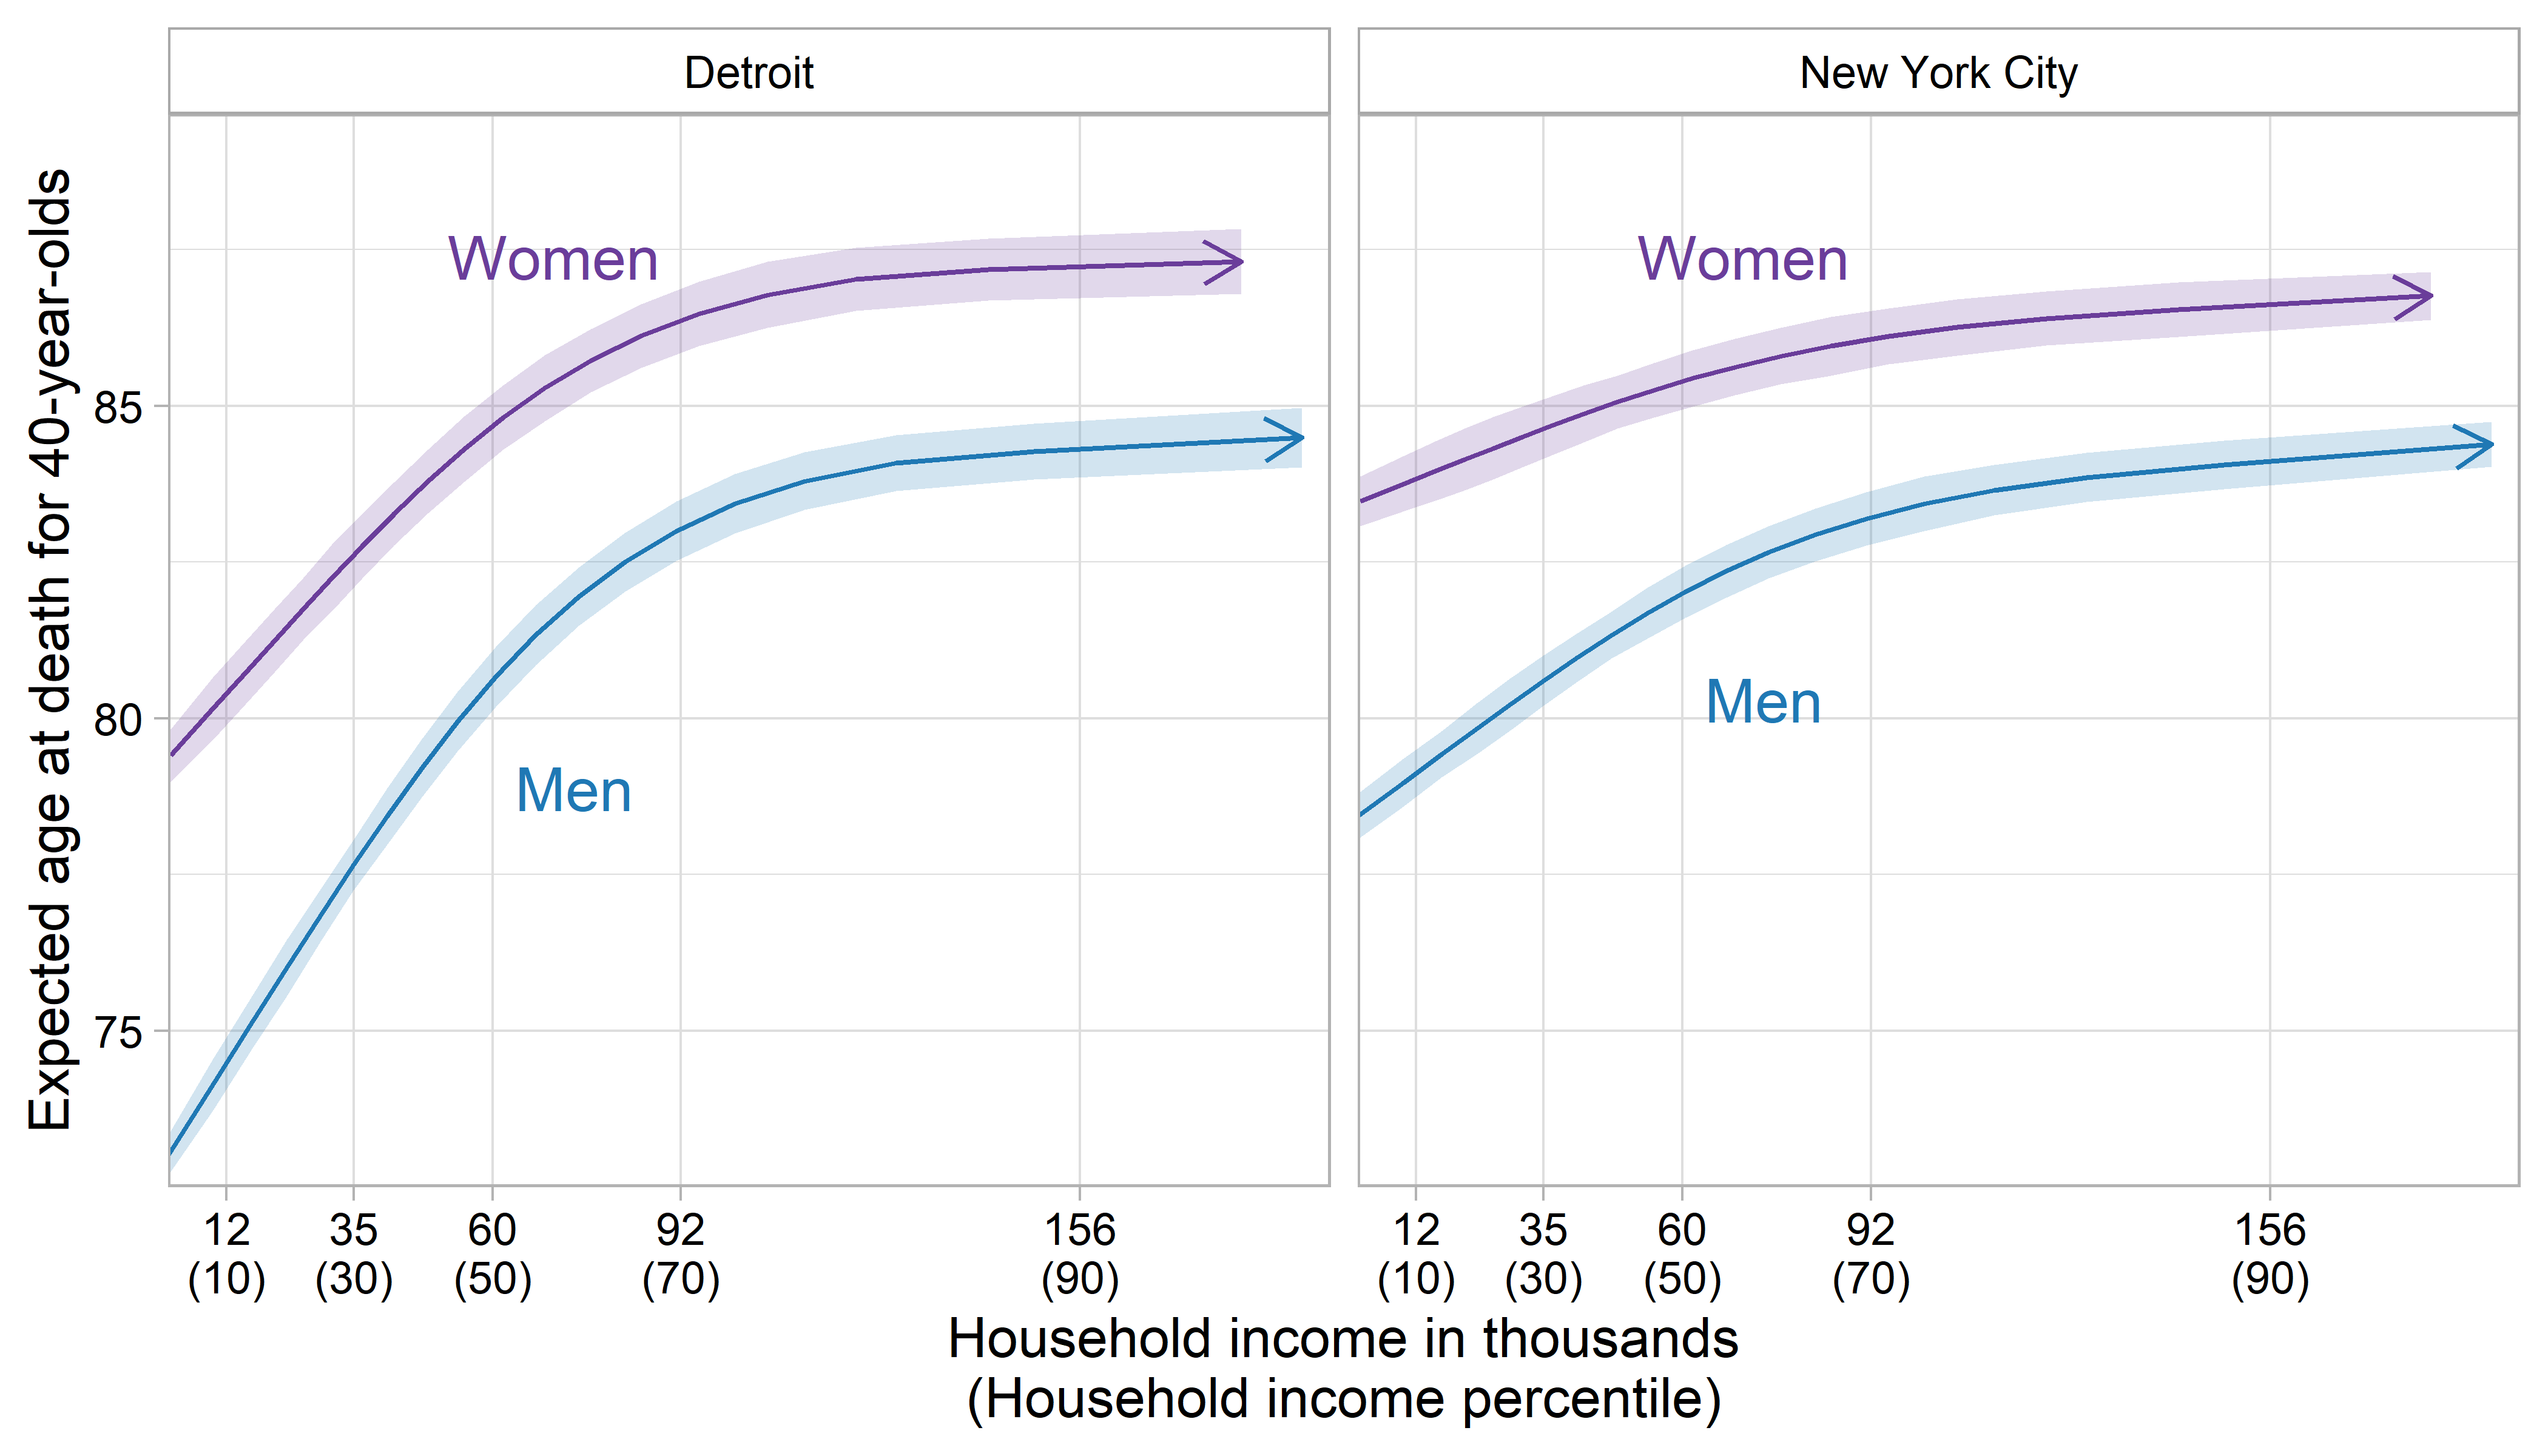 Detroit
New York City
Expected age at death for 40-year-olds
85
80
75
Women
Men
Women
Men
12 35 60 92 156
(10) (30) (50) (70) (90)
12 35 60 92 156
(10) (30) (50) (70) (90)
Household income in thousands
(Household income percentile)